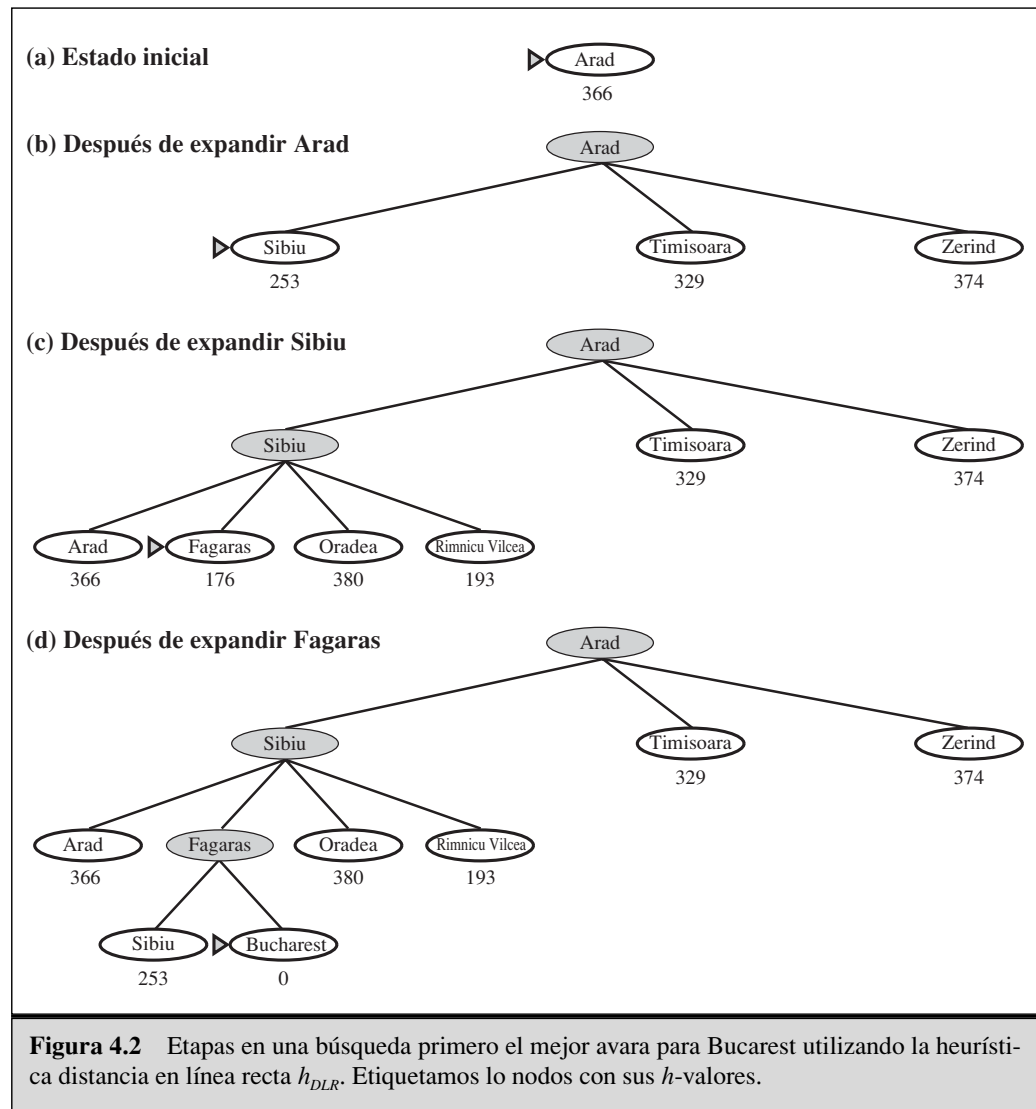 (a) Estado inicial
Arad
366
(b) Después de expandir Arad
Arad
Sibiu Timisoara Zerind
253 329 374
(c) Después de expandir Sibiu
Arad
Sibiu Timisoara Zerind
329 374
Arad Fagaras Oradea Rimnicu Vilcea
366 176 380 193
(d) Después de expandir Fagaras
Arad
Sibiu Timisoara Zerind
329 374
Arad Fagaras Oradea Rimnicu Vilcea
366 380 193
Sibiu Bucharest
253 0
Figura 4.2 Etapas en una búsqueda primero el mejor avara para Bucarest utilizando la heurísti-
ca distancia en línea recta h_DLR. Etiquetamos lo nodos con sus h-valores.